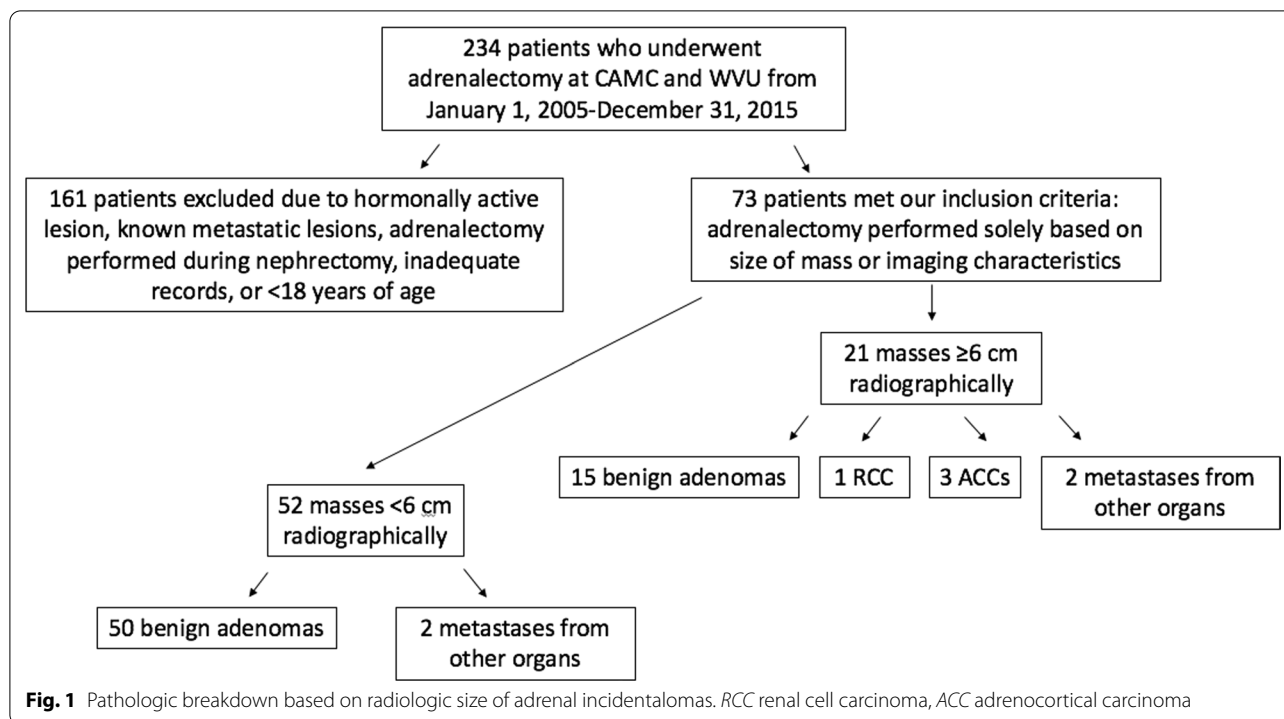 234 patients who underwent
adrenalectomy at CAMC and WVU from
January 1, 2005-December 31, 2015
161 patients excluded due to hormonally active
lesion, known metastatic lesions, adrenalectomy
performed during nephrectomy, inadequate
records, or <18 years of age
73 patients met our inclusion criteria:
adrenalectomy performed solely based on
size of mass or imaging characteristics
21 masses ≥6 cm
radiographically
15 benign adenomas
1 RCC
3 ACCs
2 metastases from
other organs
52 masses <6 cm
radiographically
50 benign adenomas
2 metastases from
other organs
Fig. 1 Pathologic breakdown based on radiologic size of adrenal incidentalomas. RCC renal cell carcinoma, ACC adrenocortical carcinoma